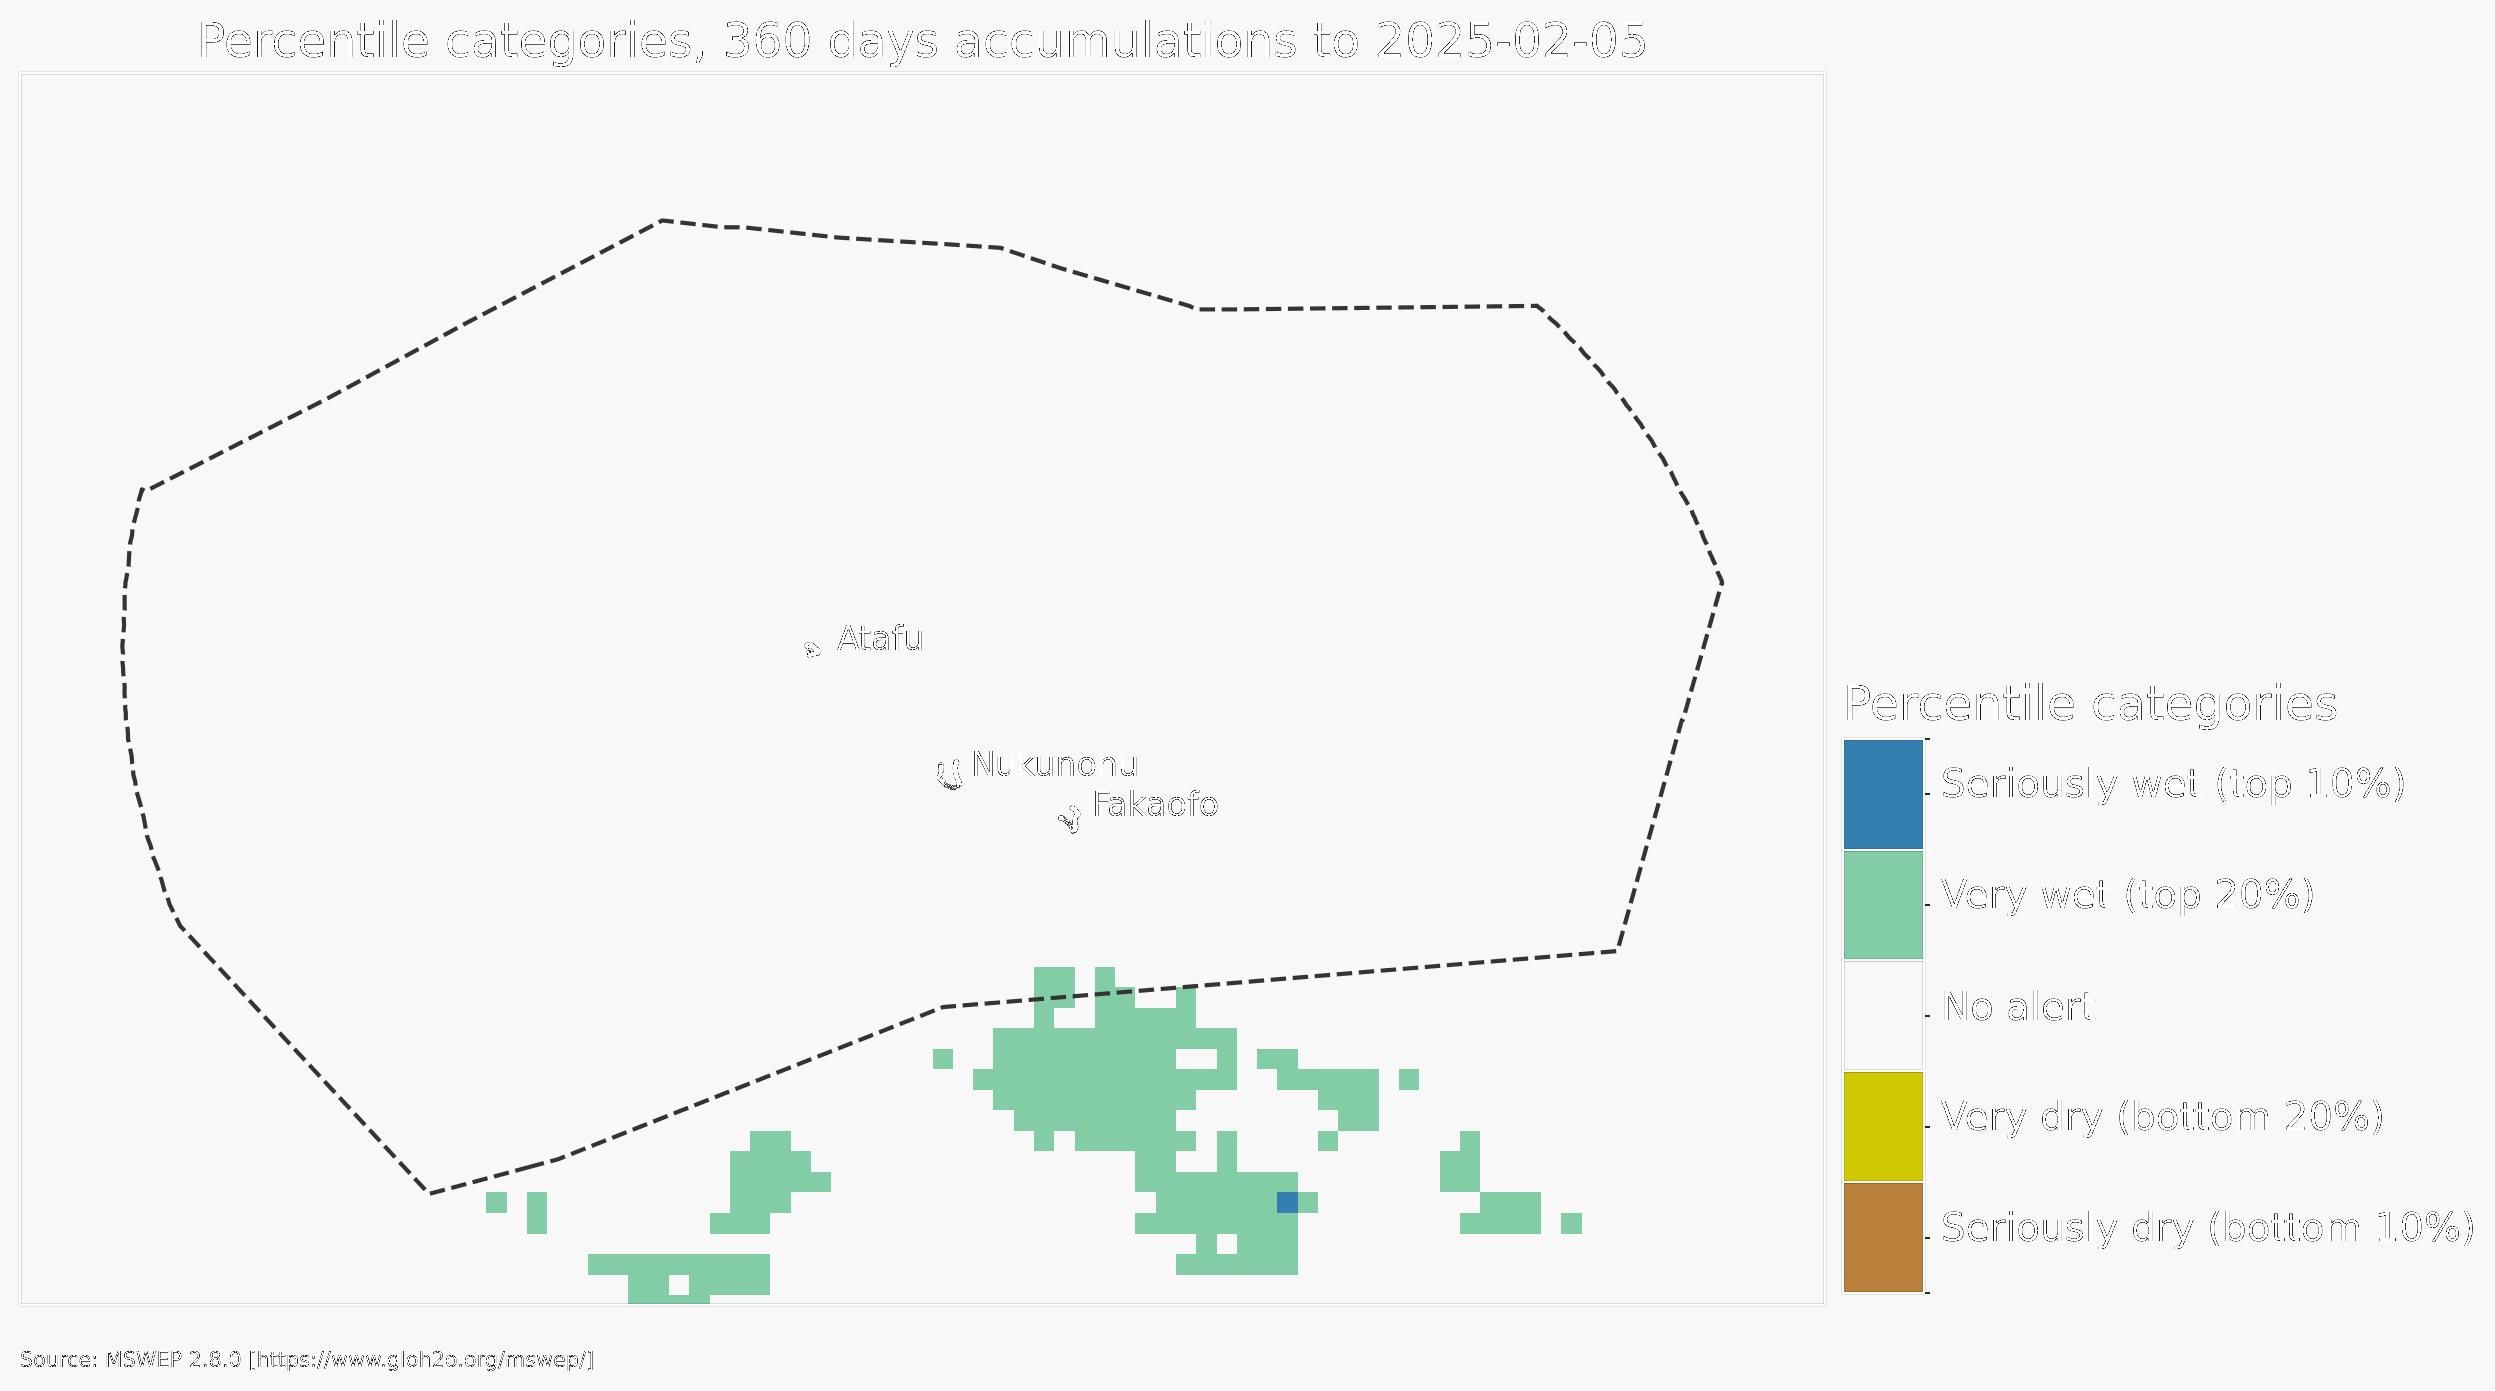 Percentile categories, 360 days accumulations to 2025-02-05
Atafu
Nukunonu
Fakaofo
Percentile categories
Seriously wet (top 10%)
Very wet (top 20%)
No alert
Very dry (bottom 20%)
Seriously dry (bottom 10%)
Source: MSWEP 2.8.0 [https://www.gloh2o.org/mswep/]